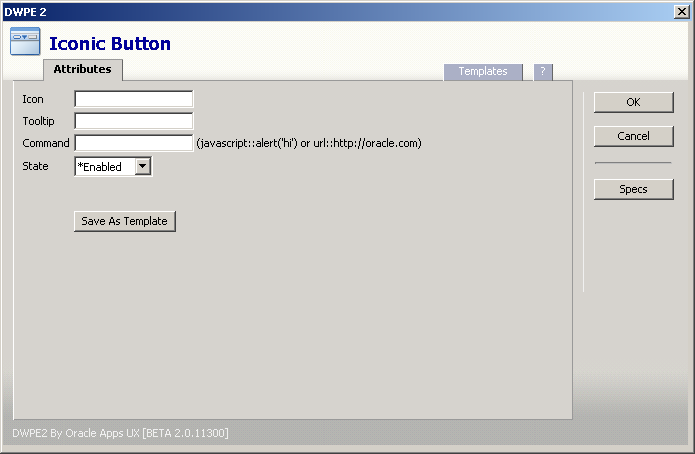 DWPE 2
Iconic Button
Attributes
Templates ?
Icon
Tooltip
Command (javascript::alert('hi') or url::http://oracle.com)
State *Enabled
Save As Template
OK
Cancel
Specs
DWPE2 By Oracle Apps UX [BETA 2.0.11300]